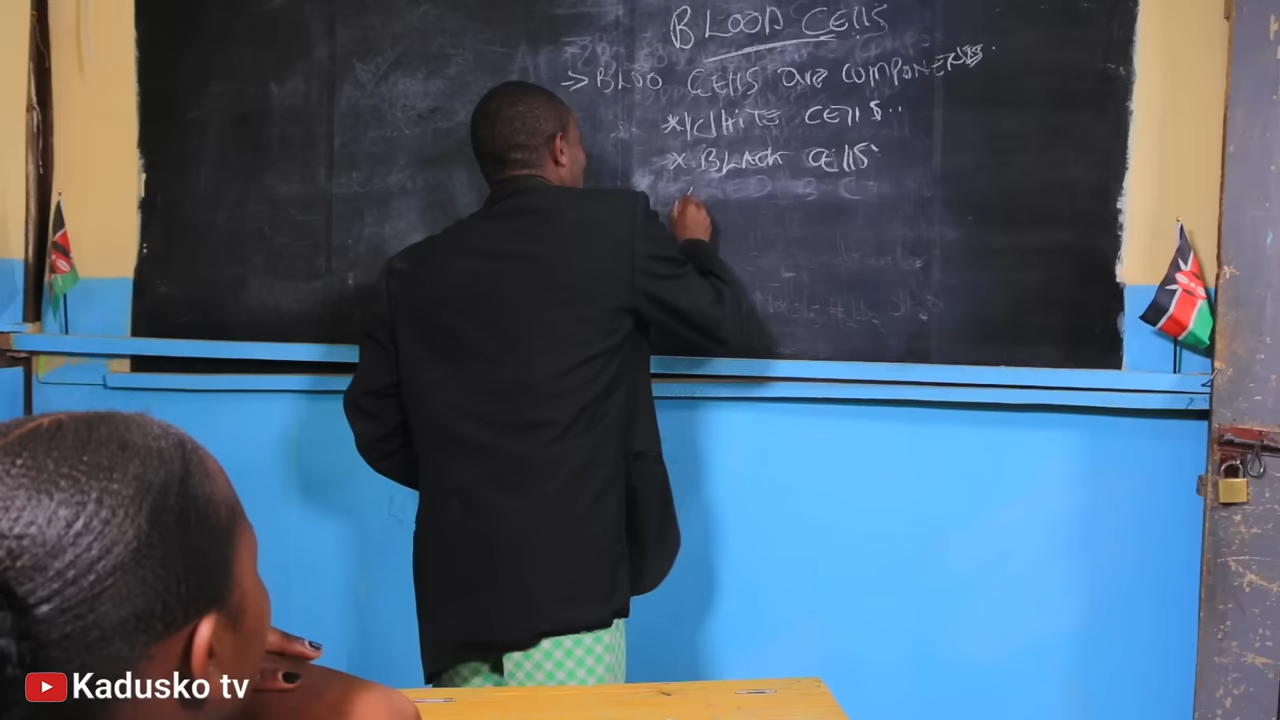 BLOOD CELLS
→ BLOO CELLS are COMPONENTS.
* WHITE CELLS..
* BLACK CELLS
Kadusko tv